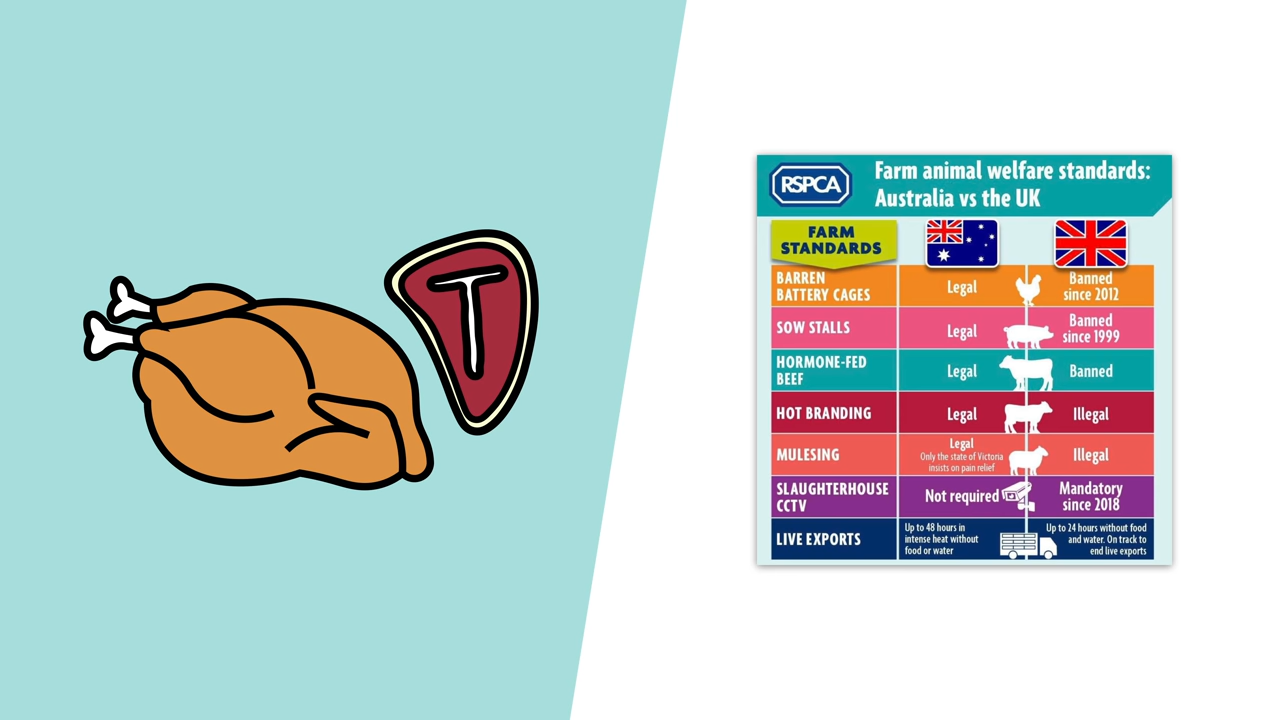 RSPCA
Farm animal welfare standards:
Australia vs the UK
FARM
STANDARDS
BARREN
BATTERY CAGES
Legal
Banned
since 2012
SOW STALLS
Legal
Banned
since 1999
HORMONE-FED
BEEF
Legal
Banned
HOT BRANDING
Legal
Illegal
MULESING
Legal
Only the state of Victoria
insists on pain relief
Illegal
SLAUGHTERHOUSE
CCTV
Not required
Mandatory
since 2018
LIVE EXPORTS
Up to 48 hours in
intense heat without
food or water
Up to 24 hours without food
and water. On track to
end live exports